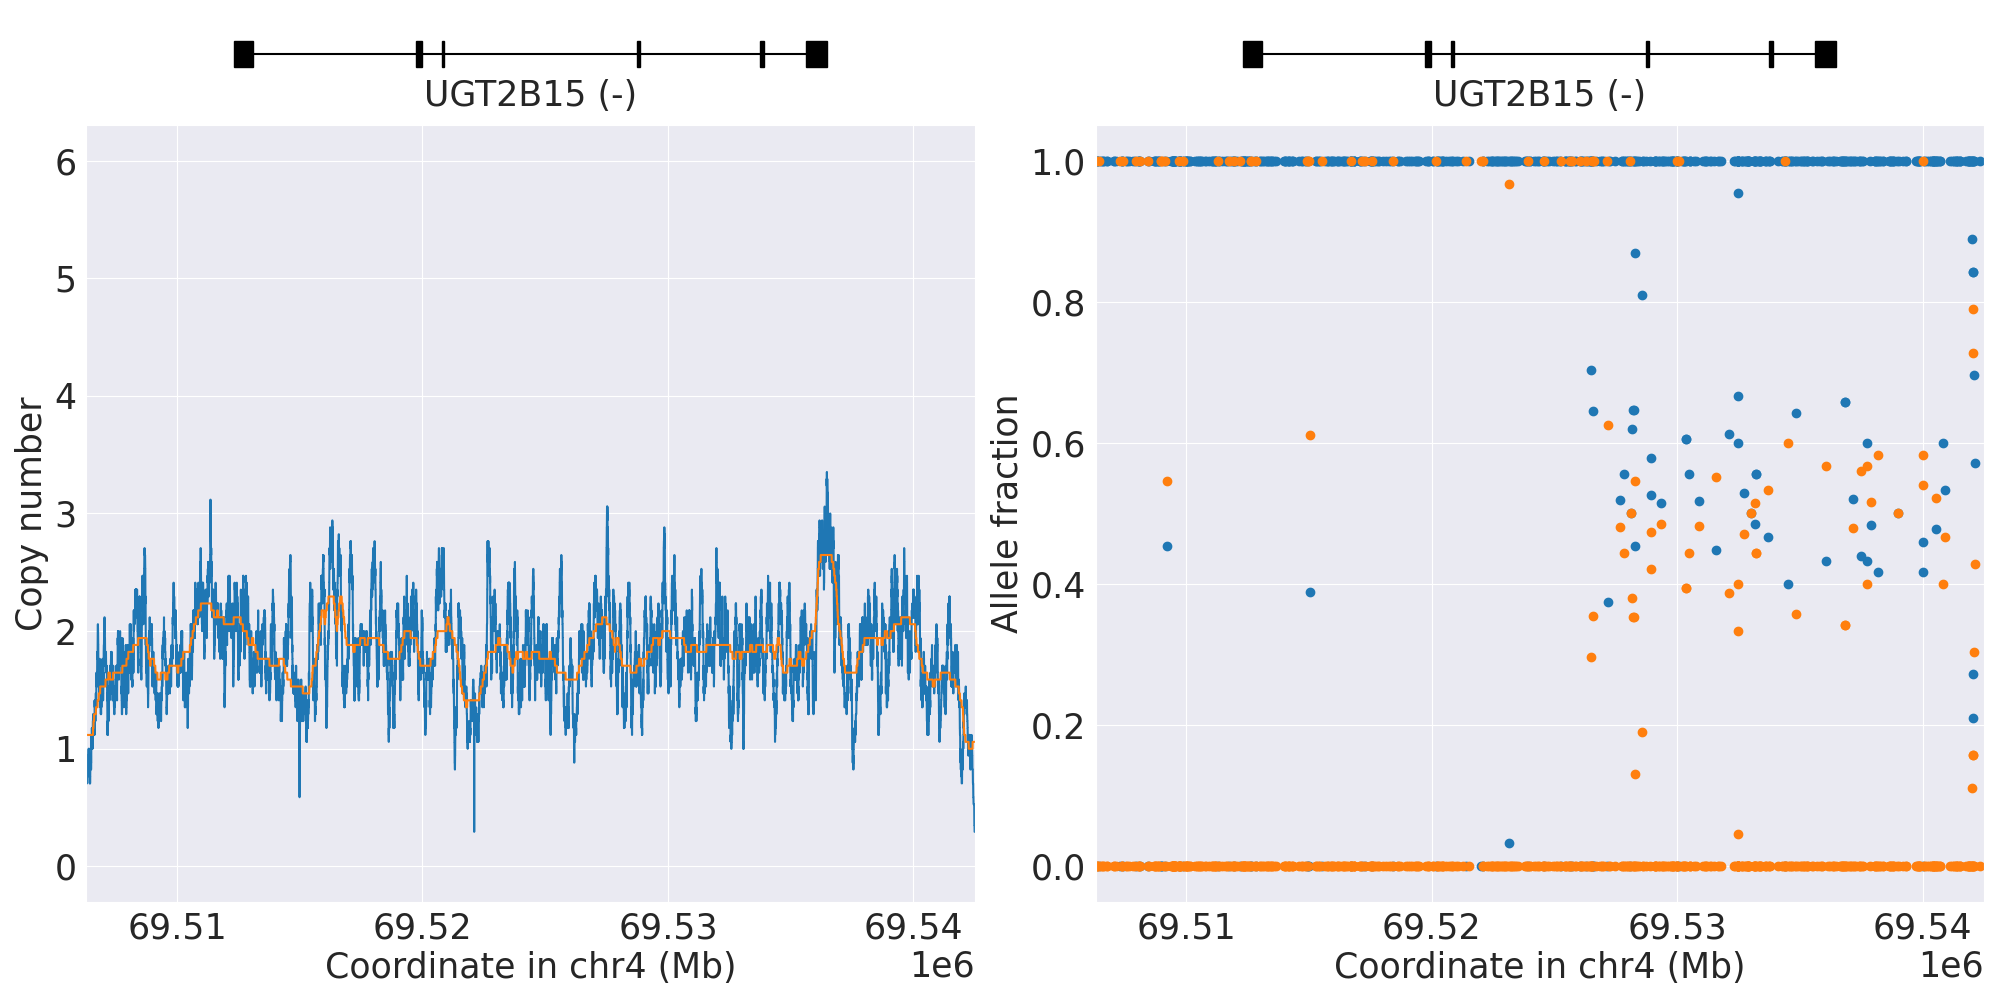 UGT2B15 (-)
6
5
4
3
2
1
0
Copy number
69.51 69.52 69.53 69.54
Coordinate in chr4 (Mb)
1e6
UGT2B15 (-)
1.0
0.8
0.6
0.4
0.2
0.0
Allele fraction
69.51 69.52 69.53 69.54
Coordinate in chr4 (Mb)
1e6